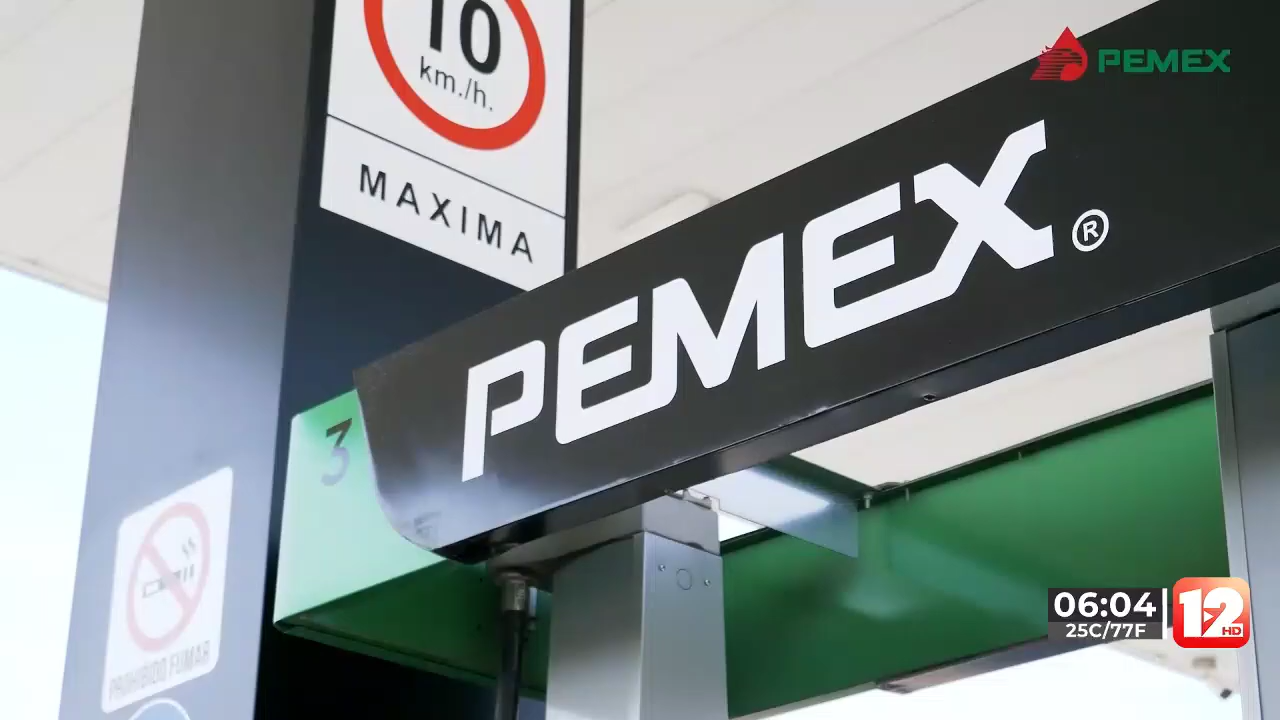 10
km./h.
MAXIMA
PEMEX
PEMEX®
3
PROHIBIDO FUMAR
06:04
25C/77F
12
HD